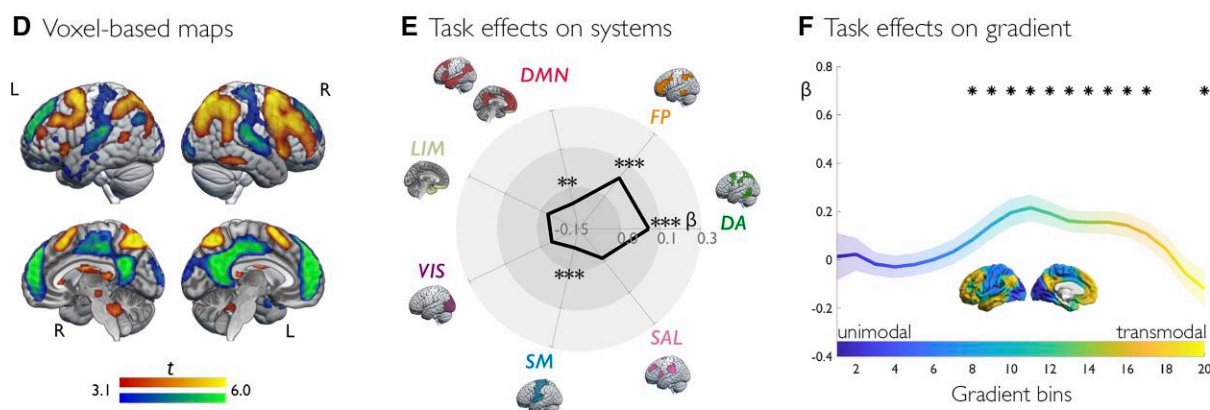 D Voxel-based maps
L
R
R
L
t
3.1
6.0
E Task effects on systems
DMN
FP
LIM
***
**
DA
*** β
-0.15
0.1
0.3
VIS
***
SAL
SM
F Task effects on gradient
0.8
β
* * * * * * * * * * *
0.6
0.4
0.2
0
-0.2
unimodal
transmodal
-0.4
2 4 6 8 10 12 14 16 18 20
Gradient bins